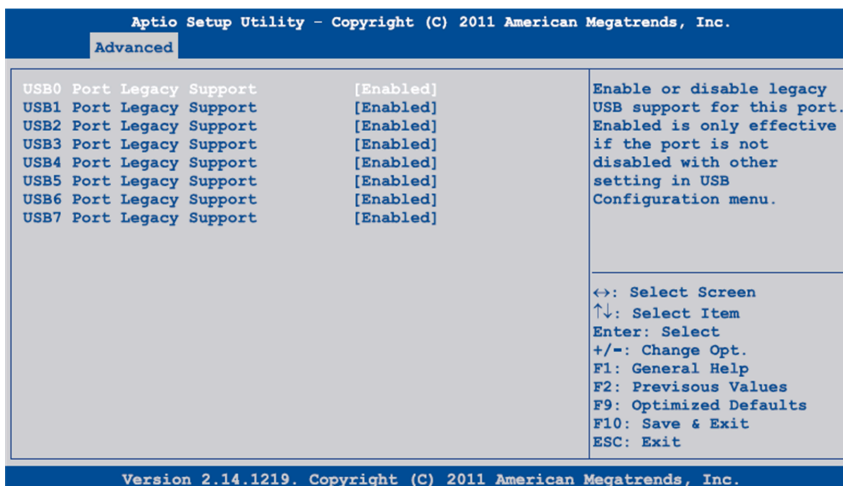 Aptio Setup Utility – Copyright (C) 2011 American Megatrends, Inc.
Advanced
USB0 Port Legacy Support [Enabled]
USB1 Port Legacy Support [Enabled]
USB2 Port Legacy Support [Enabled]
USB3 Port Legacy Support [Enabled]
USB4 Port Legacy Support [Enabled]
USB5 Port Legacy Support [Enabled]
USB6 Port Legacy Support [Enabled]
USB7 Port Legacy Support [Enabled]
Enable or disable legacy
USB support for this port.
Enabled is only effective
if the port is not
disabled with other
setting in USB
Configuration menu.
↔: Select Screen
↑↓: Select Item
Enter: Select
+/-: Change Opt.
F1: General Help
F2: Previsous Values
F9: Optimized Defaults
F10: Save & Exit
ESC: Exit
Version 2.14.1219. Copyright (C) 2011 American Megatrends, Inc.